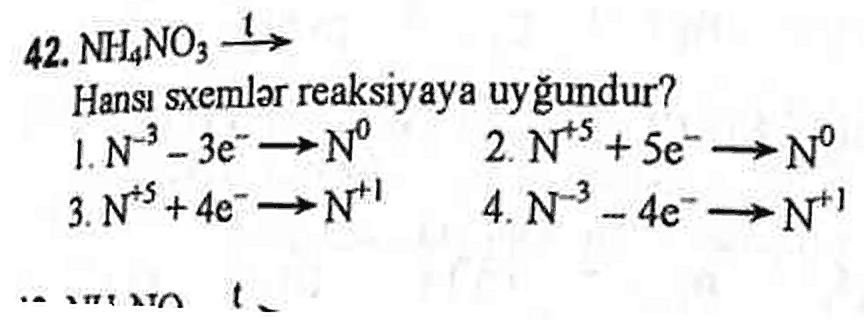 42. NH₄NO₃ —t→
Hansı sxemlər reaksiyaya uyğundur?
1. N⁻³ – 3e⁻ ⟶ N⁰ 2. N⁺⁵ + 5e⁻ ⟶ N⁰
3. N⁺⁵ + 4e⁻ ⟶ N⁺¹ 4. N⁻³ – 4e⁻ ⟶ N⁺¹